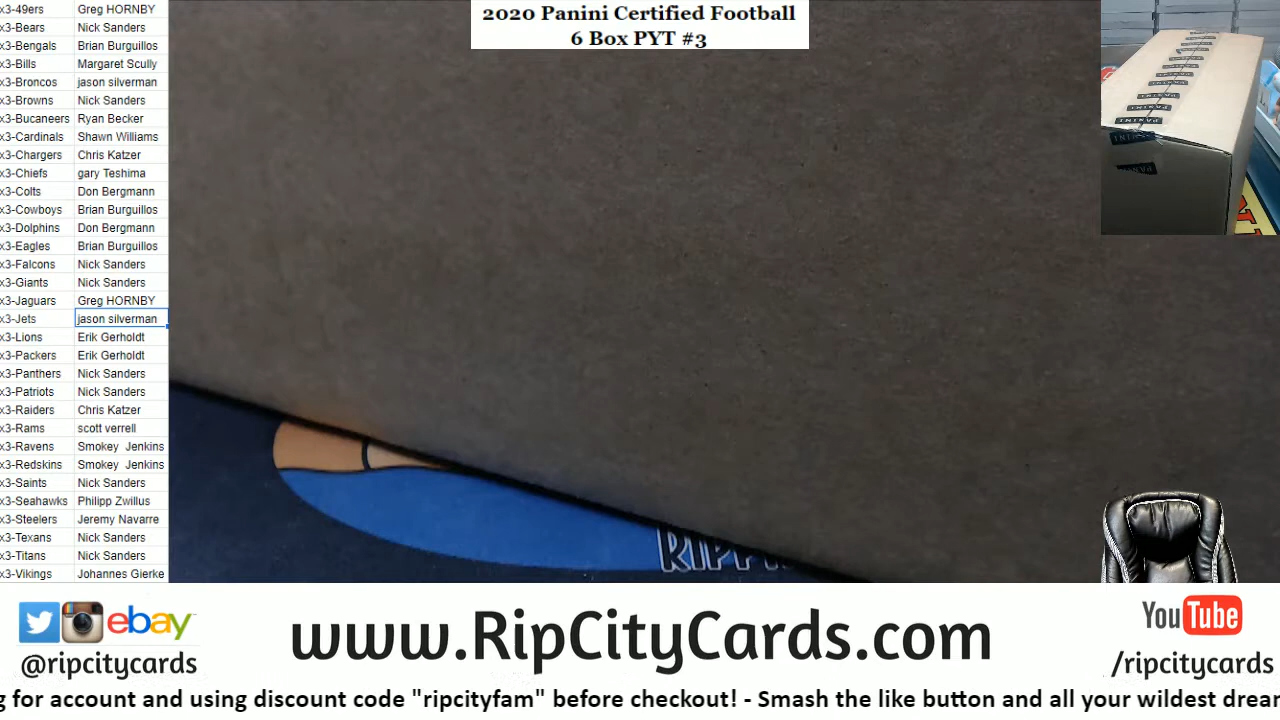 x3-49ers Greg HORNBY
x3-Bears Nick Sanders
x3-Bengals Brian Burguillos
x3-Bills Margaret Scully
x3-Broncos jason silverman
x3-Browns Nick Sanders
x3-Bucaneers Ryan Becker
x3-Cardinals Shawn Williams
x3-Chargers Chris Katzer
x3-Chiefs gary Teshima
x3-Colts Don Bergmann
x3-Cowboys Brian Burguillos
x3-Dolphins Don Bergmann
x3-Eagles Brian Burguillos
x3-Falcons Nick Sanders
x3-Giants Nick Sanders
x3-Jaguars Greg HORNBY
x3-Jets jason silverman
x3-Lions Erik Gerholdt
x3-Packers Erik Gerholdt
x3-Panthers Nick Sanders
x3-Patriots Nick Sanders
x3-Raiders Chris Katzer
x3-Rams scott verrell
x3-Ravens Smokey Jenkins
x3-Redskins Smokey Jenkins
x3-Saints Nick Sanders
x3-Seahawks Philipp Zwillus
x3-Steelers Jeremy Navarre
x3-Texans Nick Sanders
x3-Titans Nick Sanders
x3-Vikings Johannes Gierke
2020 Panini Certified Football
6 Box PYT #3
PANINI
ebay
@ripcitycards
www.RipCityCards.com
YouTube
/ripcitycards
g for account and using discount code "ripcityfam" before checkout! - Smash the like button and all your wildest drear